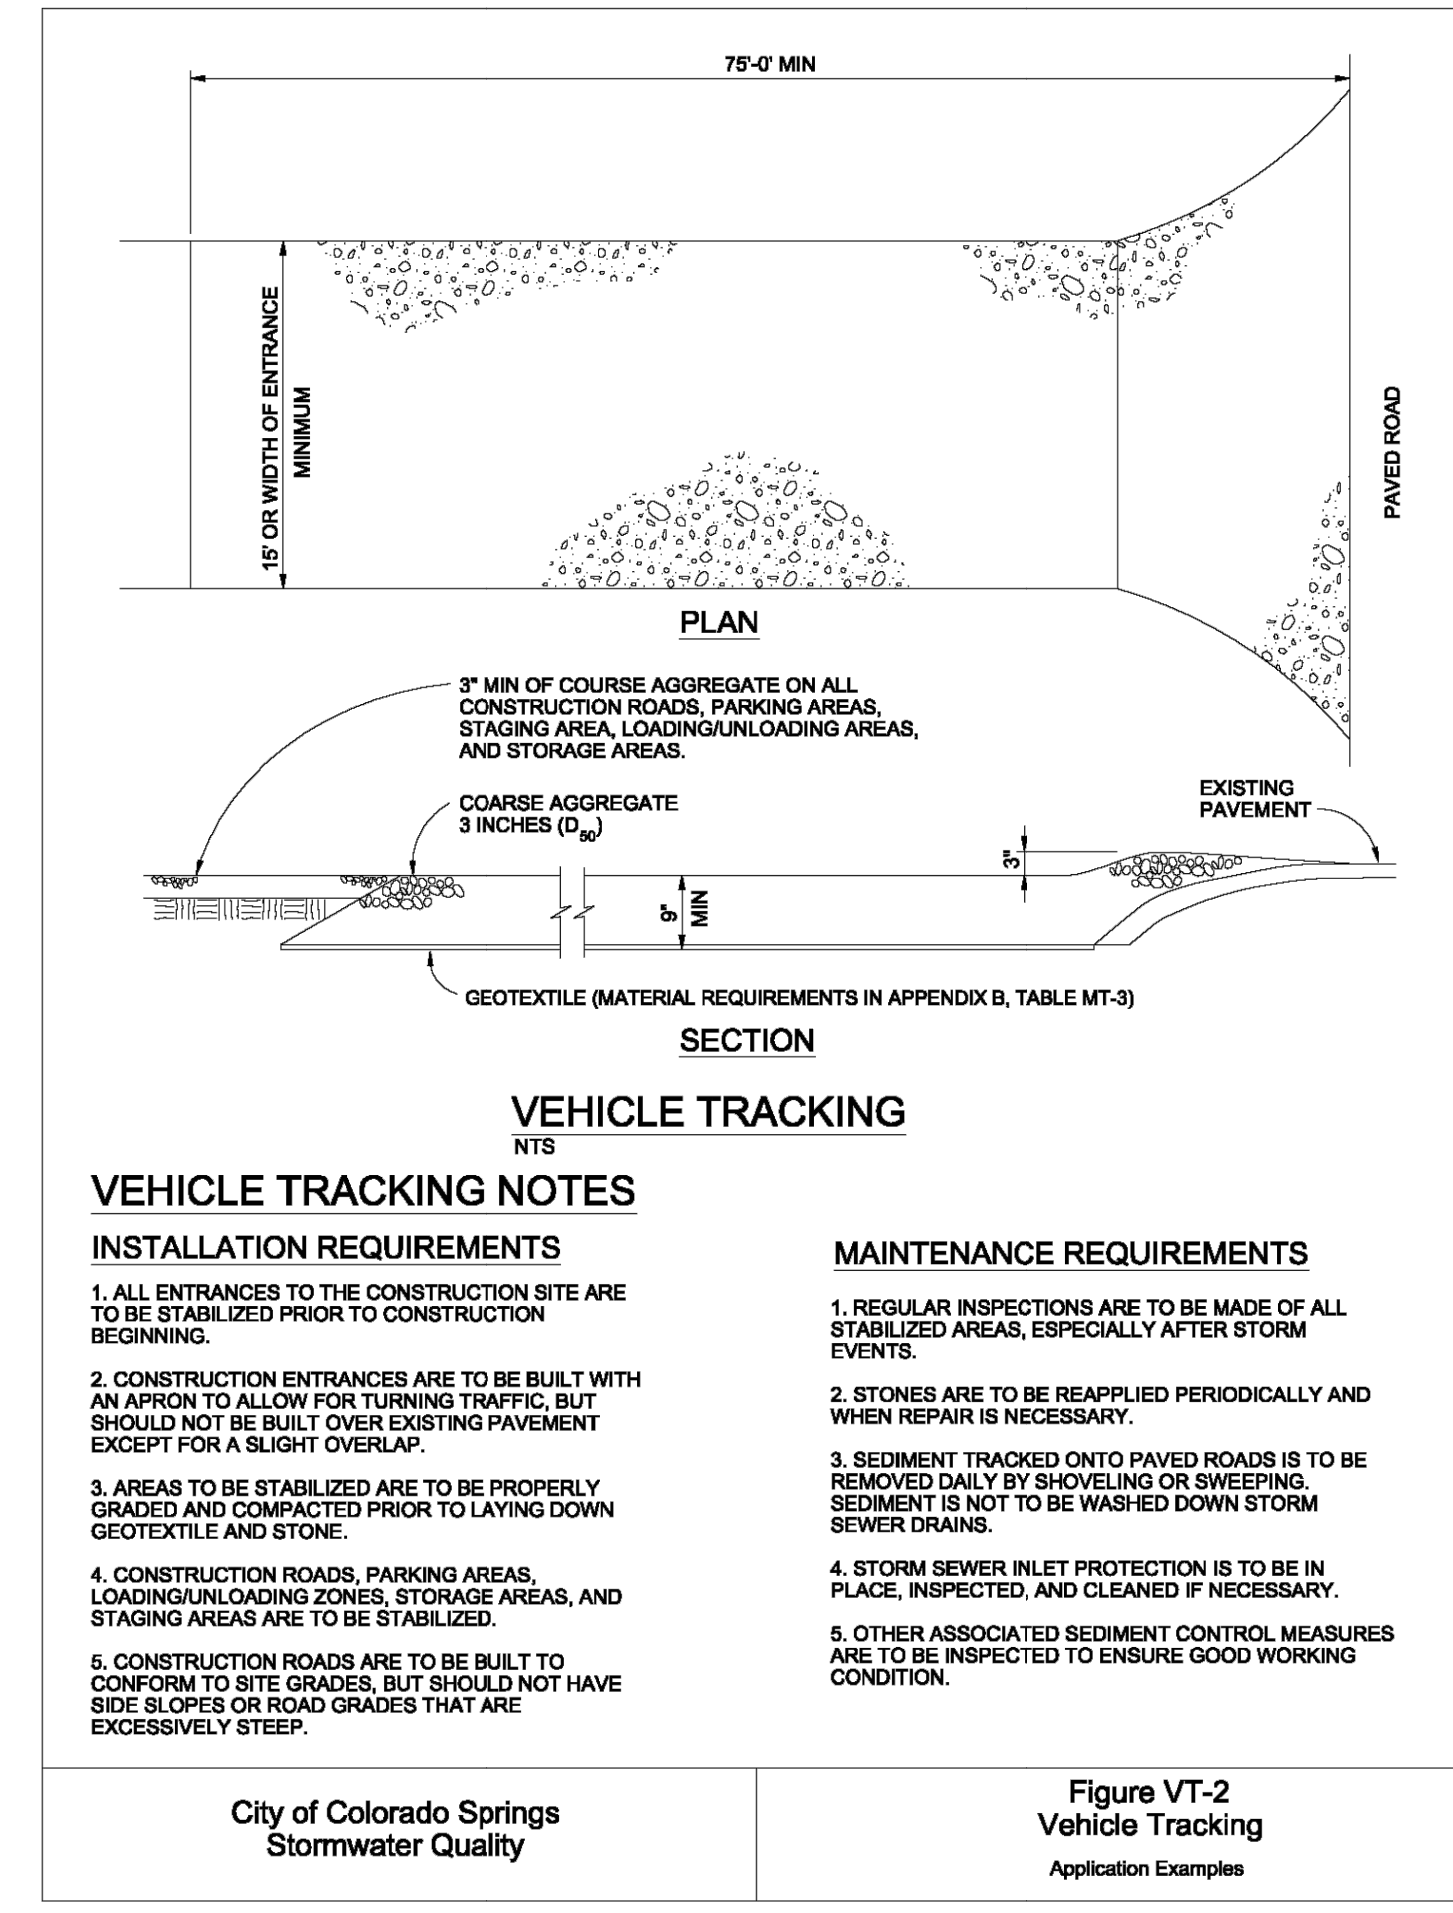 75'-0' MIN
15' OR WIDTH OF ENTRANCE
MINIMUM
PAVED ROAD
PLAN
3" MIN OF COURSE AGGREGATE ON ALL
CONSTRUCTION ROADS, PARKING AREAS,
STAGING AREA, LOADING/UNLOADING AREAS,
AND STORAGE AREAS.
COARSE AGGREGATE
3 INCHES (D50)
EXISTING
PAVEMENT
3"
9"
MIN
GEOTEXTILE (MATERIAL REQUIREMENTS IN APPENDIX B, TABLE MT-3)
SECTION
VEHICLE TRACKING
NTS
VEHICLE TRACKING NOTES
INSTALLATION REQUIREMENTS
1. ALL ENTRANCES TO THE CONSTRUCTION SITE ARE
TO BE STABILIZED PRIOR TO CONSTRUCTION
BEGINNING.
2. CONSTRUCTION ENTRANCES ARE TO BE BUILT WITH
AN APRON TO ALLOW FOR TURNING TRAFFIC, BUT
SHOULD NOT BE BUILT OVER EXISTING PAVEMENT
EXCEPT FOR A SLIGHT OVERLAP.
3. AREAS TO BE STABILIZED ARE TO BE PROPERLY
GRADED AND COMPACTED PRIOR TO LAYING DOWN
GEOTEXTILE AND STONE.
4. CONSTRUCTION ROADS, PARKING AREAS,
LOADING/UNLOADING ZONES, STORAGE AREAS, AND
STAGING AREAS ARE TO BE STABILIZED.
5. CONSTRUCTION ROADS ARE TO BE BUILT TO
CONFORM TO SITE GRADES, BUT SHOULD NOT HAVE
SIDE SLOPES OR ROAD GRADES THAT ARE
EXCESSIVELY STEEP.
MAINTENANCE REQUIREMENTS
1. REGULAR INSPECTIONS ARE TO BE MADE OF ALL
STABILIZED AREAS, ESPECIALLY AFTER STORM
EVENTS.
2. STONES ARE TO BE REAPPLIED PERIODICALLY AND
WHEN REPAIR IS NECESSARY.
3. SEDIMENT TRACKED ONTO PAVED ROADS IS TO BE
REMOVED DAILY BY SHOVELING OR SWEEPING.
SEDIMENT IS NOT TO BE WASHED DOWN STORM
SEWER DRAINS.
4. STORM SEWER INLET PROTECTION IS TO BE IN
PLACE, INSPECTED, AND CLEANED IF NECESSARY.
5. OTHER ASSOCIATED SEDIMENT CONTROL MEASURES
ARE TO BE INSPECTED TO ENSURE GOOD WORKING
CONDITION.
City of Colorado Springs
Stormwater Quality
Figure VT-2
Vehicle Tracking
Application Examples